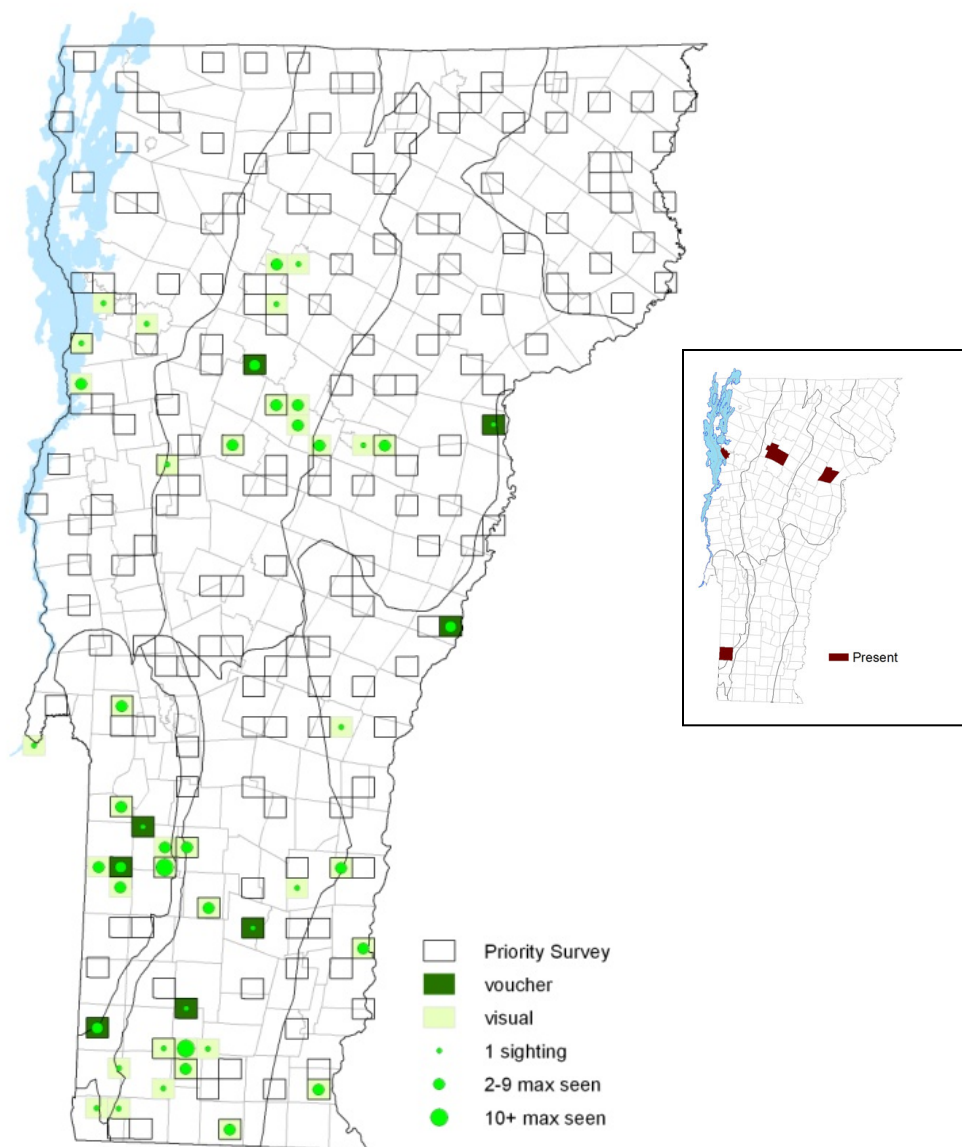 Present
Priority Survey
voucher
visual
1 sighting
2-9 max seen
10+ max seen